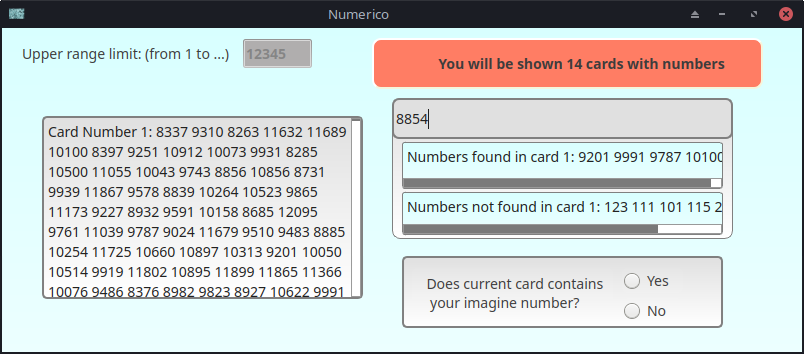 Numerico
Upper range limit: (from 1 to ...)
12345
You will be shown 14 cards with numbers
Card Number 1: 8337 9310 8263 11632 11689
10100 8397 9251 10912 10073 9931 8285
10500 11055 10043 9743 8856 10856 8731
9939 11867 9578 8839 10264 10523 9865
11173 9227 8932 9591 10158 8685 12095
9761 11039 9787 9024 11679 9510 9483 8885
10254 11725 10660 10897 10313 9201 10050
10514 9919 11802 10895 11899 11865 11366
10076 9486 8376 8982 9823 8927 10622 9991
8854
Numbers found in card 1: 9201 9991 9787 10100
Numbers not found in card 1: 123 111 101 115 2
Does current card contains
your imagine number?
Yes
No